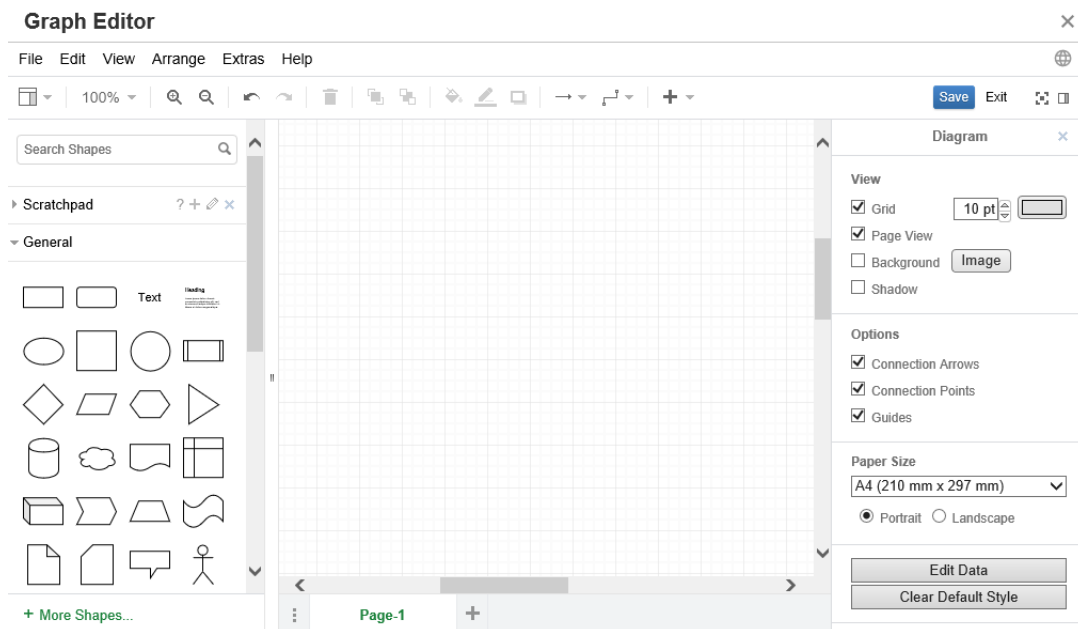 Graph Editor
File Edit View Arrange Extras Help
100%
Save Exit
Search Shapes
Scratchpad
?
General
Text
Heading
+ More Shapes...
Page-1
Diagram
View
Grid 10 pt
Page View
Background Image
Shadow
Options
Connection Arrows
Connection Points
Guides
Paper Size
A4 (210 mm x 297 mm)
Portrait Landscape
Edit Data
Clear Default Style